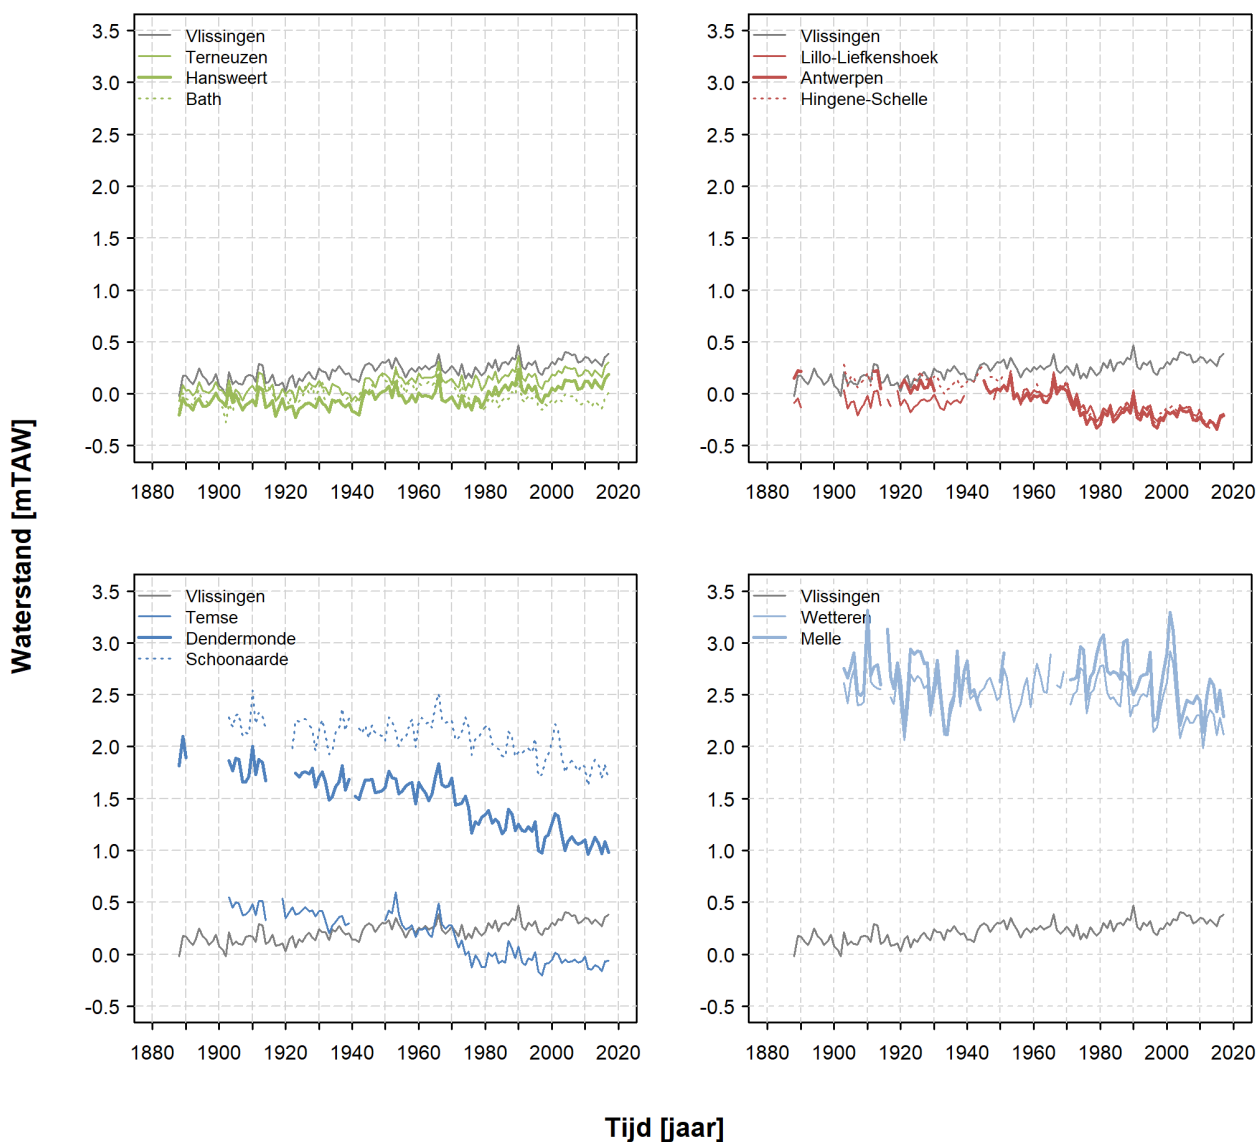 Waterstand [mTAW]
3.5
3.0
2.5
2.0
1.5
1.0
0.5
0.0
-0.5
Vlissingen
Terneuzen
Hansweert
Bath
1880 1900 1920 1940 1960 1980 2000 2020
3.5
3.0
2.5
2.0
1.5
1.0
0.5
0.0
-0.5
Vlissingen
Lillo-Liefkenshoek
Antwerpen
Hingene-Schelle
1880 1900 1920 1940 1960 1980 2000 2020
3.5
3.0
2.5
2.0
1.5
1.0
0.5
0.0
-0.5
Vlissingen
Temse
Dendermonde
Schoonaarde
1880 1900 1920 1940 1960 1980 2000 2020
3.5
3.0
2.5
2.0
1.5
1.0
0.5
0.0
-0.5
Vlissingen
Wetteren
Melle
1880 1900 1920 1940 1960 1980 2000 2020
Tijd [jaar]